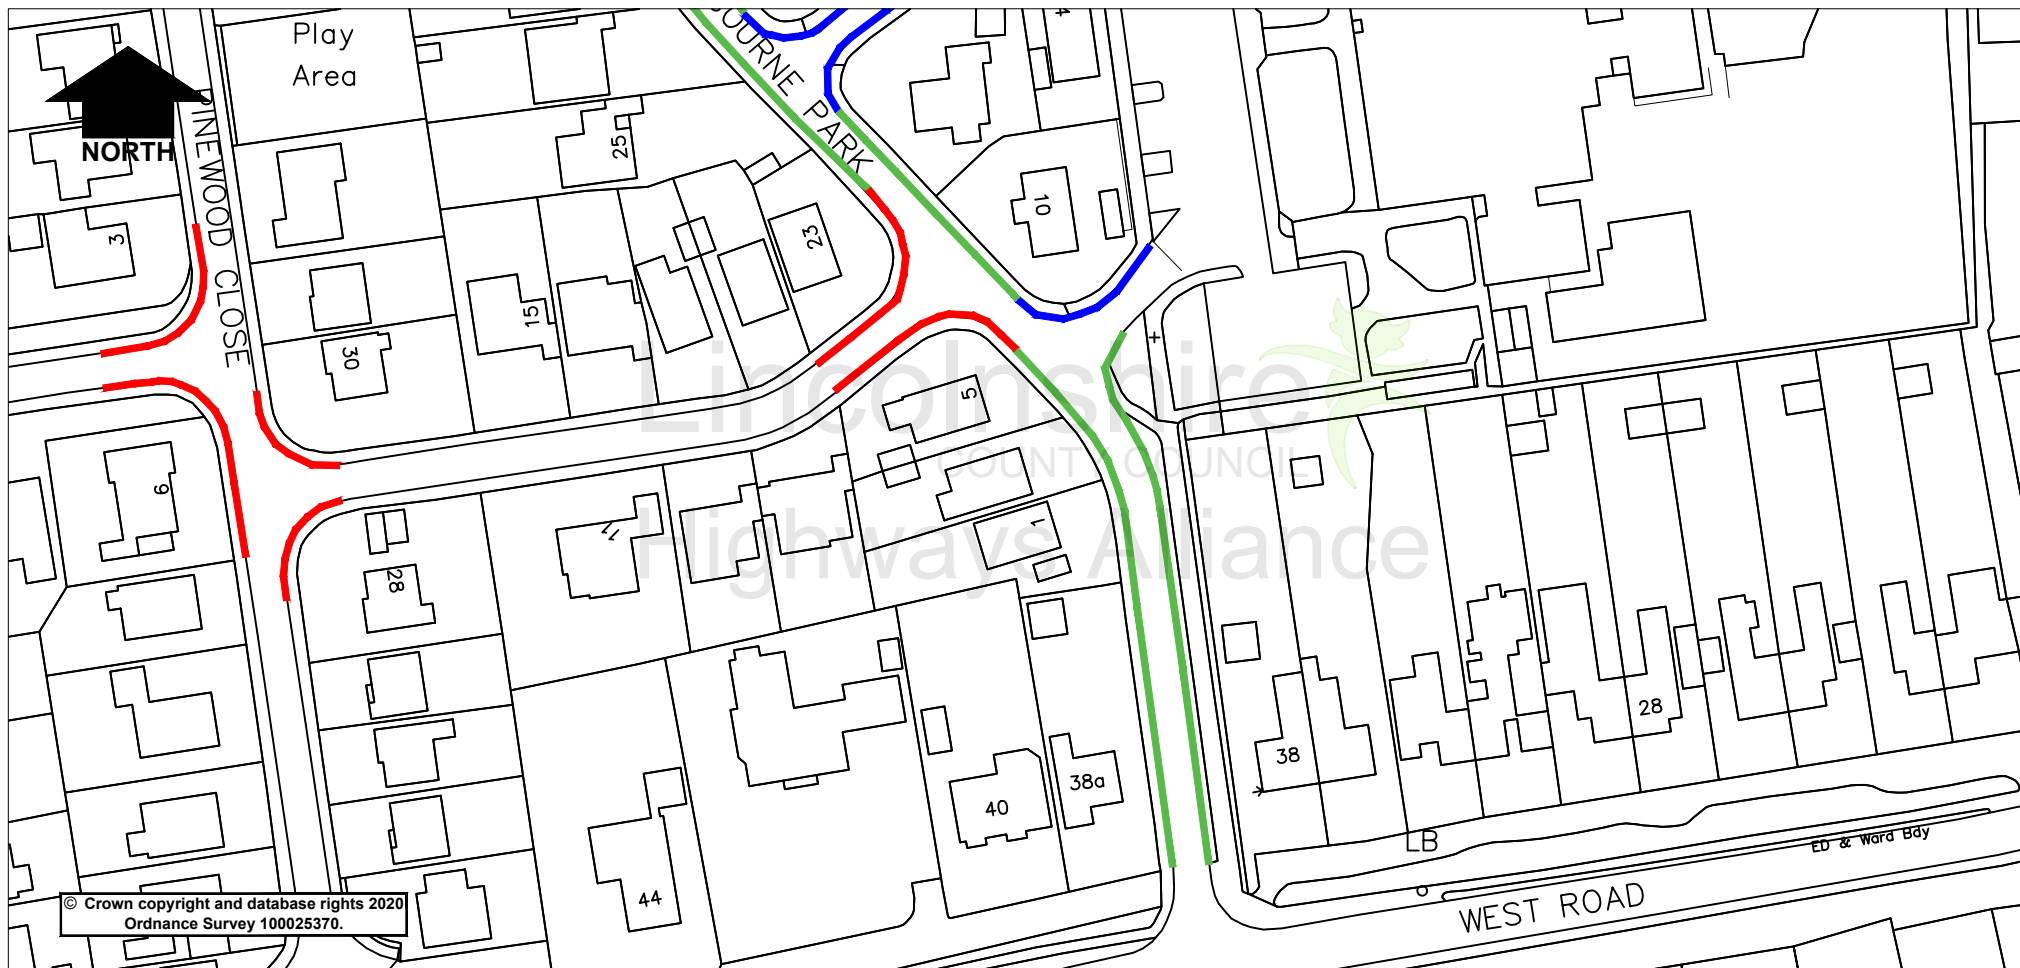 Play
Area
NORTH
INEWOOD CLOSE
OURNE PARK
4
25
23
10
3
15
30
5
9
11
1
28
38
28
38a
40
44
LB
ED & Ward Bdy
WEST ROAD
Lincolnshire
COUNTY COUNCIL
Highways Alliance
© Crown copyright and database rights 2020
Ordnance Survey 100025370.